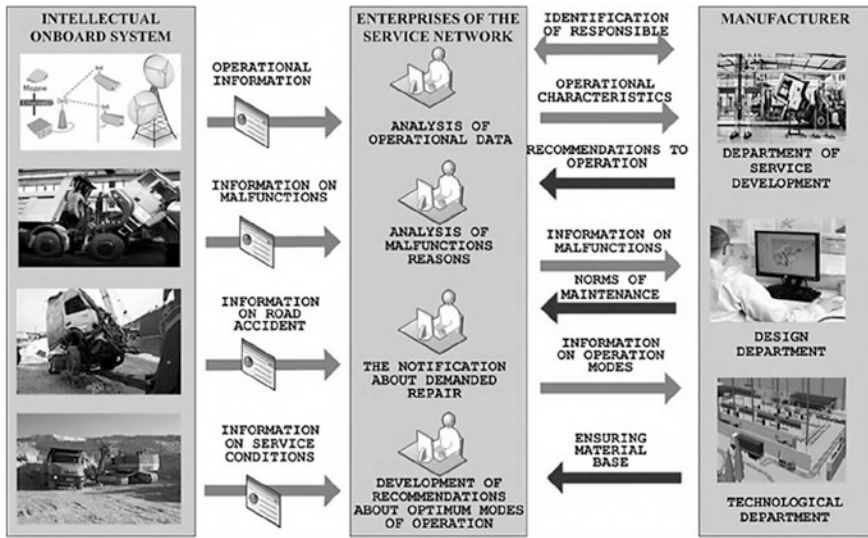 INTELLECTUAL
ONBOARD SYSTEM
OPERATIONAL
INFORMATION
INFORMATION ON
MALFUNCTIONS
INFORMATION
ON ROAD
ACCIDENT
INFORMATION
ON SERVICE
CONDITIONS
ENTERPRISES OF THE
SERVICE NETWORK
ANALYSIS OF
OPERATIONAL DATA
ANALYSIS OF
MALFUNCTIONS
REASONS
THE NOTIFICATION
ABOUT DEMANDED
REPAIR
DEVELOPMENT OF
RECOMMENDATIONS
ABOUT OPTIMUM MODES
OF OPERATION
IDENTIFICATION
OF RESPONSIBLE
OPERATIONAL
CHARACTERISTICS
RECOMMENDATIONS TO
OPERATION
INFORMATION ON
MALFUNCTIONS
NORMS OF
MAINTENANCE
INFORMATION
ON OPERATION
MODES
ENSURING
MATERIAL
BASE
MANUFACTURER
DEPARTMENT OF
SERVICE
DEVELOPMENT
DESIGN
DEPARTMENT
TECHNOLOGICAL
DEPARTMENT